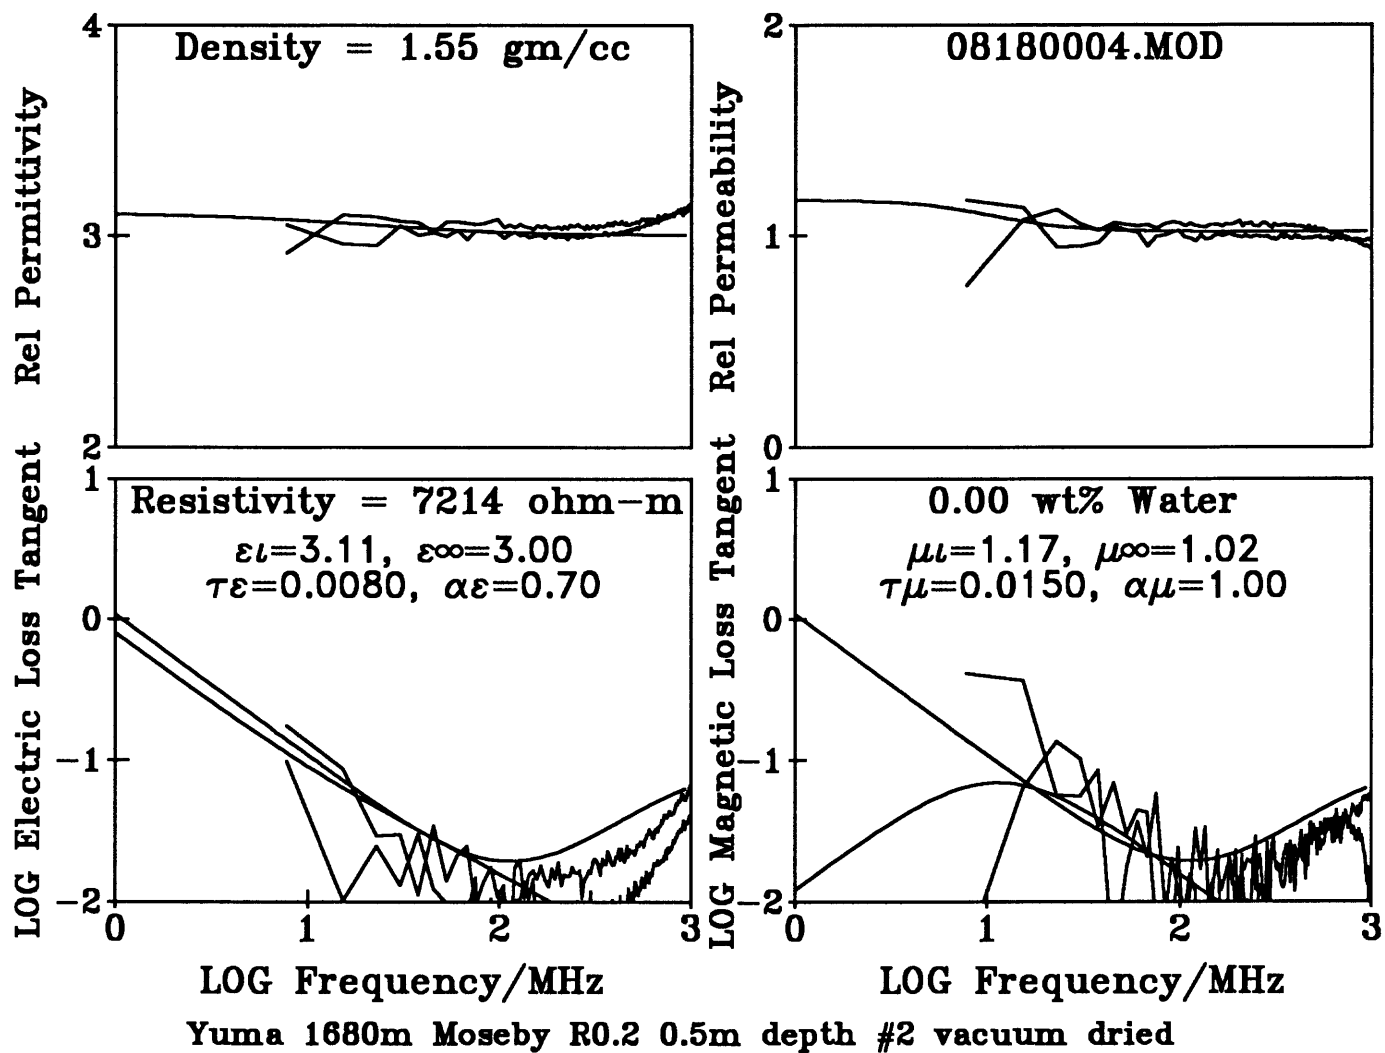 4
3
2
Rel Permittivity
Density = 1.55 gm/cc
2
1
0
Rel Permeability
08180004.MOD
1
0
−1
−2
LOG Electric Loss Tangent
Resistivity = 7214 ohm−m
ει=3.11, ε∞=3.00
τε=0.0080, αε=0.70
0 1 2 3
LOG Frequency/MHz
1
0
−1
−2
LOG Magnetic Loss Tangent
0.00 wt% Water
μι=1.17, μ∞=1.02
τμ=0.0150, αμ=1.00
0 1 2 3
LOG Frequency/MHz
Yuma 1680m Moseby R0.2 0.5m depth #2 vacuum dried